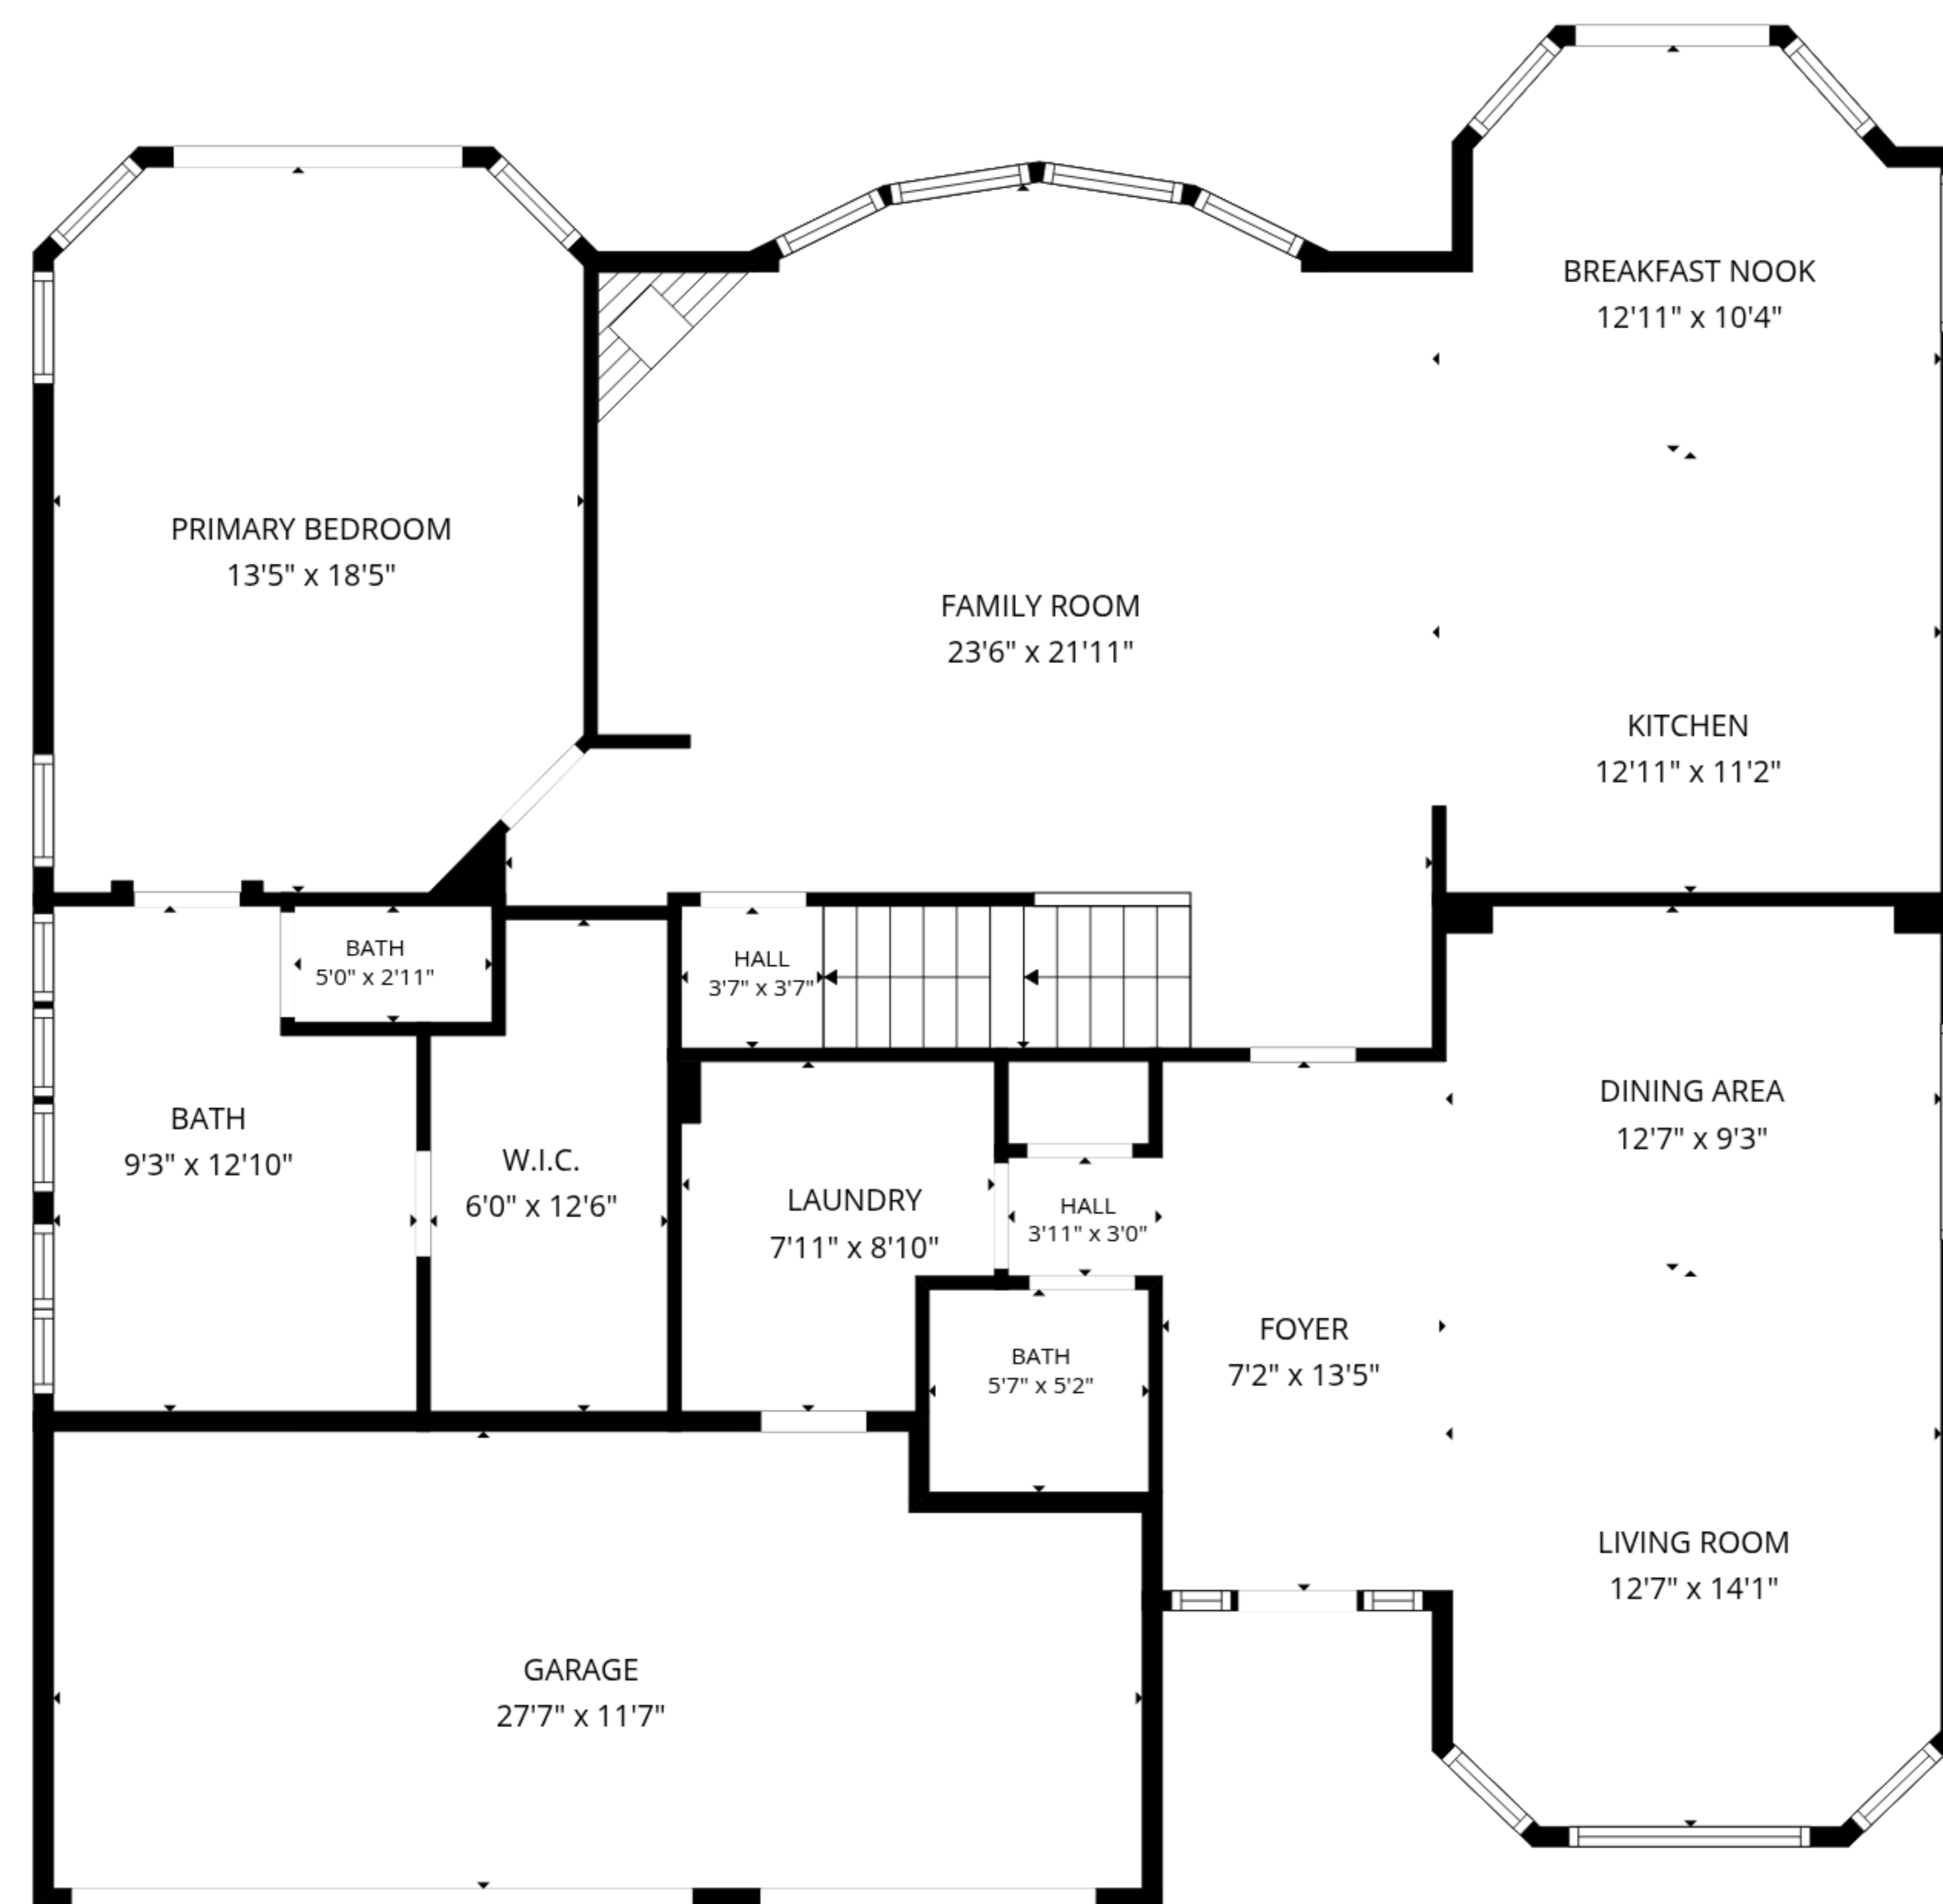 BREAKFAST NOOK
12'11" x 10'4"
PRIMARY BEDROOM
13'5" x 18'5"
FAMILY ROOM
23'6" x 21'11"
KITCHEN
12'11" x 11'2"
BATH
5'0" x 2'11"
HALL
3'7" x 3'7"
BATH
9'3" x 12'10"
W.I.C.
6'0" x 12'6"
LAUNDRY
7'11" x 8'10"
HALL
3'11" x 3'0"
DINING AREA
12'7" x 9'3"
BATH
5'7" x 5'2"
FOYER
7'2" x 13'5"
LIVING ROOM
12'7" x 14'1"
GARAGE
27'7" x 11'7"